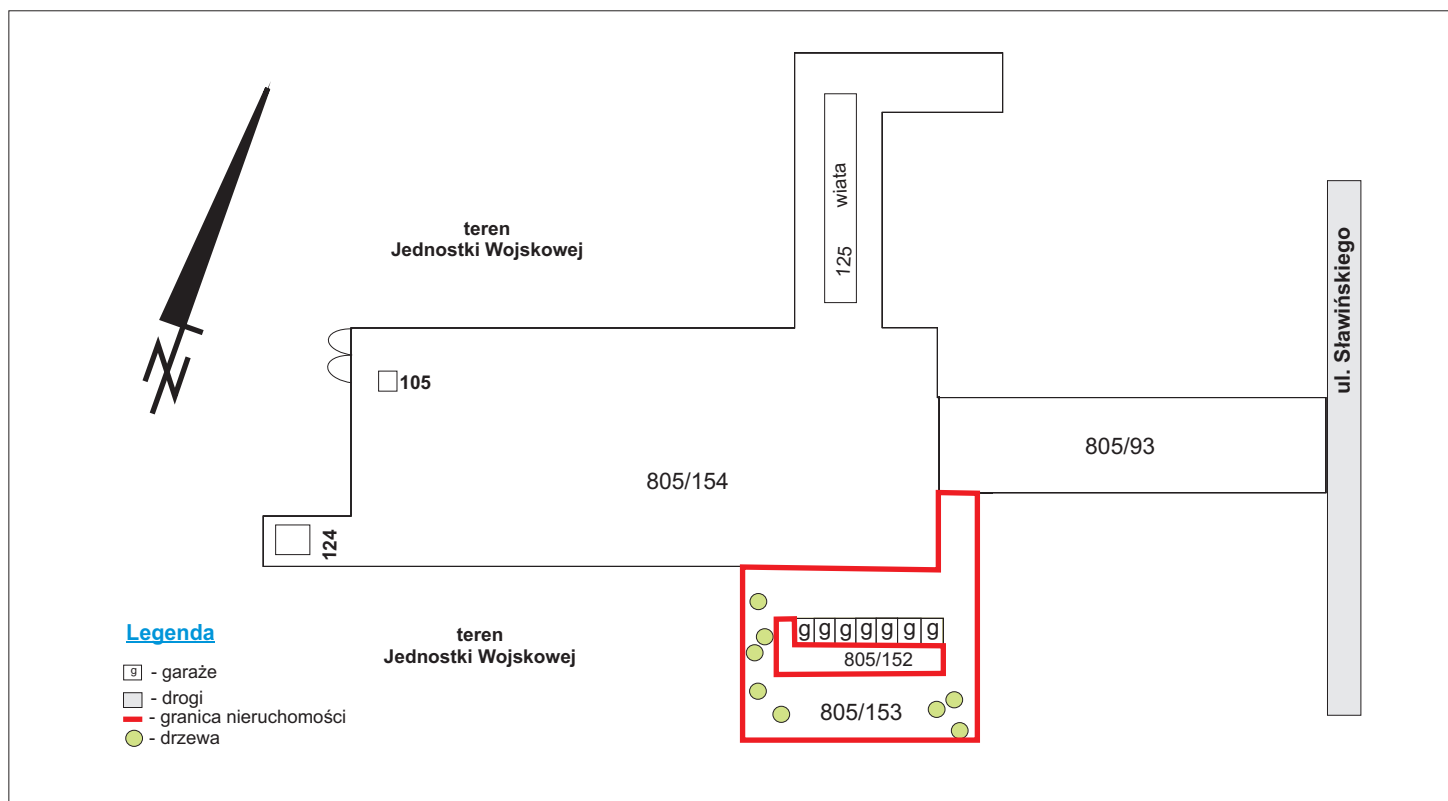 teren
Jednostki Wojskowej
125 wiata
ul. Sławińskiego
N
105
805/93
805/154
124
teren
Jednostki Wojskowej
g g g g g g g
805/152
805/153
Legenda
g - garaże
- drogi
- granica nieruchomości
- drzewa